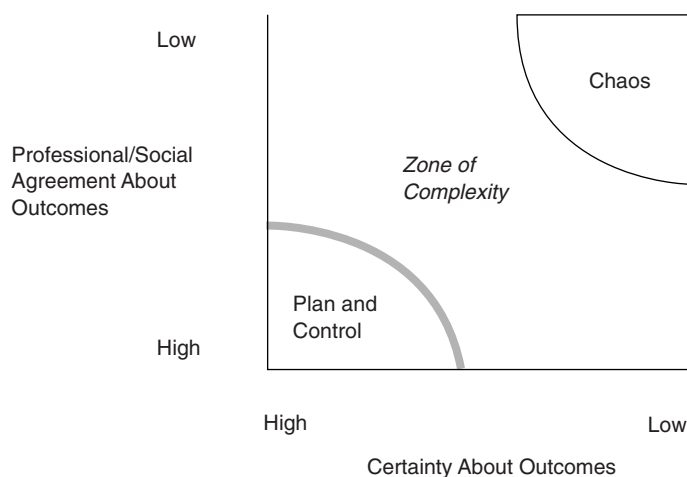 Low
Chaos
Professional/Social
Agreement About
Outcomes
Zone of
Complexity
Plan and
Control
High
High
Low
Certainty About Outcomes